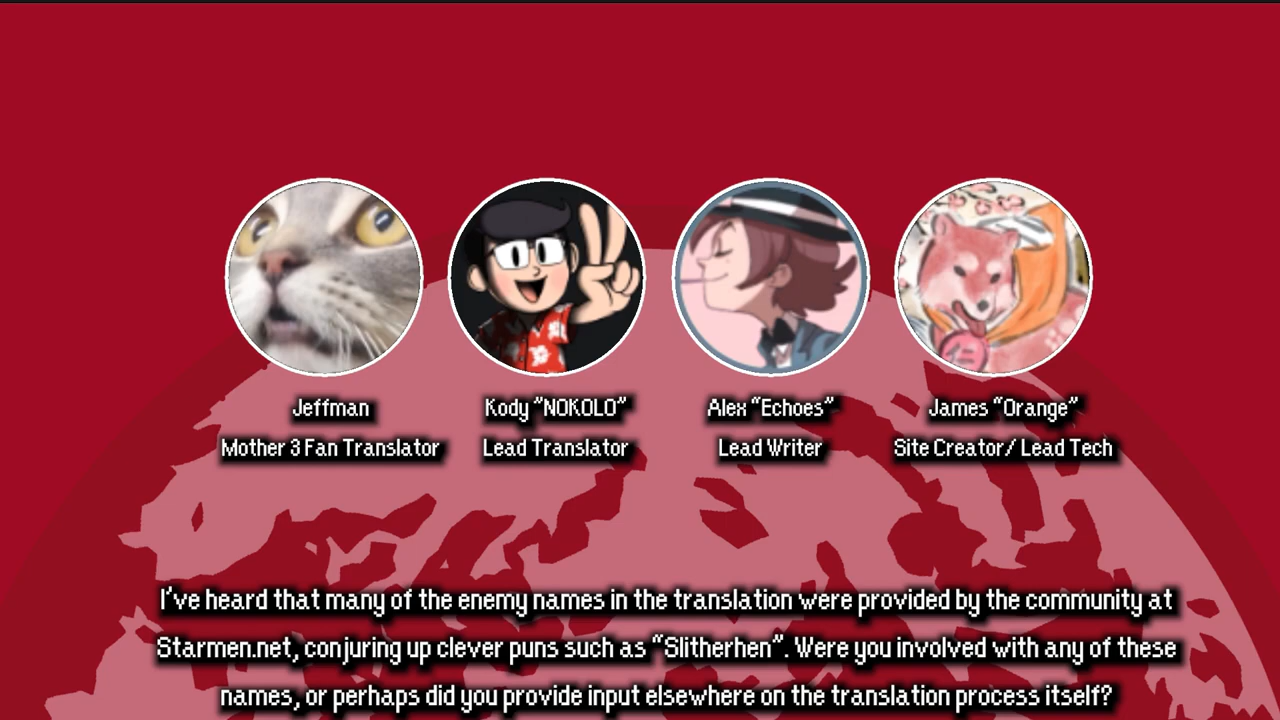 Jeffman
Mother 3 Fan Translator
Kody "NOKOLO"
Lead Translator
Alex "Echoes"
Lead Writer
James "Orange"
Site Creator/ Lead Tech
I've heard that many of the enemy names in the translation were provided by the community at
Starmen.net, conjuring up clever puns such as "Slitherhen". Were you involved with any of these
names, or perhaps did you provide input elsewhere on the translation process itself?